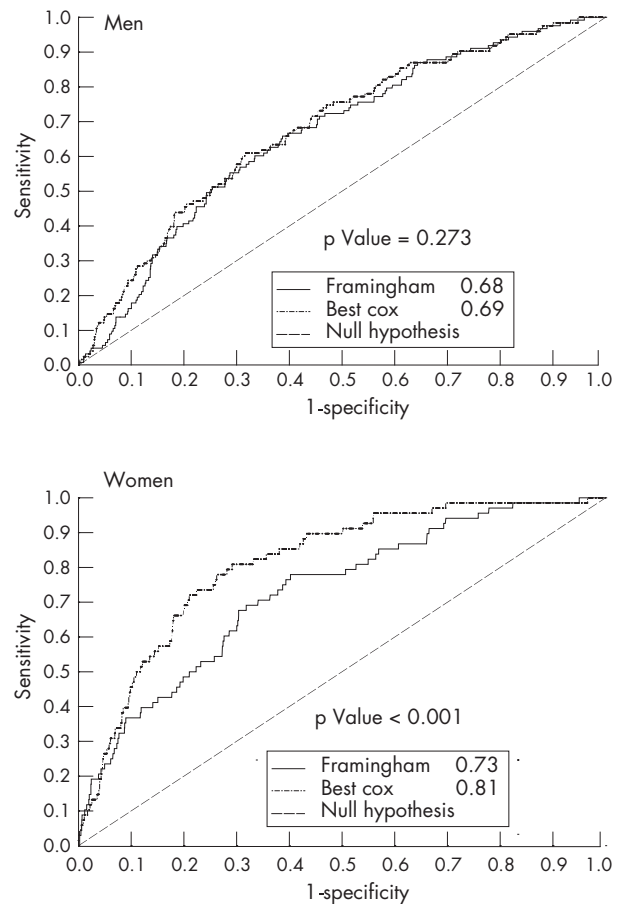 Men
1.0
0.9
0.8
0.7
0.6
0.5
0.4
0.3
0.2
0.1
0.0
Sensitivity
p Value = 0.273
Framingham 0.68
Best cox 0.69
Null hypothesis
0.0 0.1 0.2 0.3 0.4 0.5 0.6 0.7 0.8 0.9 1.0
1-specificity
Women
1.0
0.9
0.8
0.7
0.6
0.5
0.4
0.3
0.2
0.1
0.0
Sensitivity
p Value < 0.001
Framingham 0.73
Best cox 0.81
Null hypothesis
0.0 0.1 0.2 0.3 0.4 0.5 0.6 0.7 0.8 0.9 1.0
1-specificity